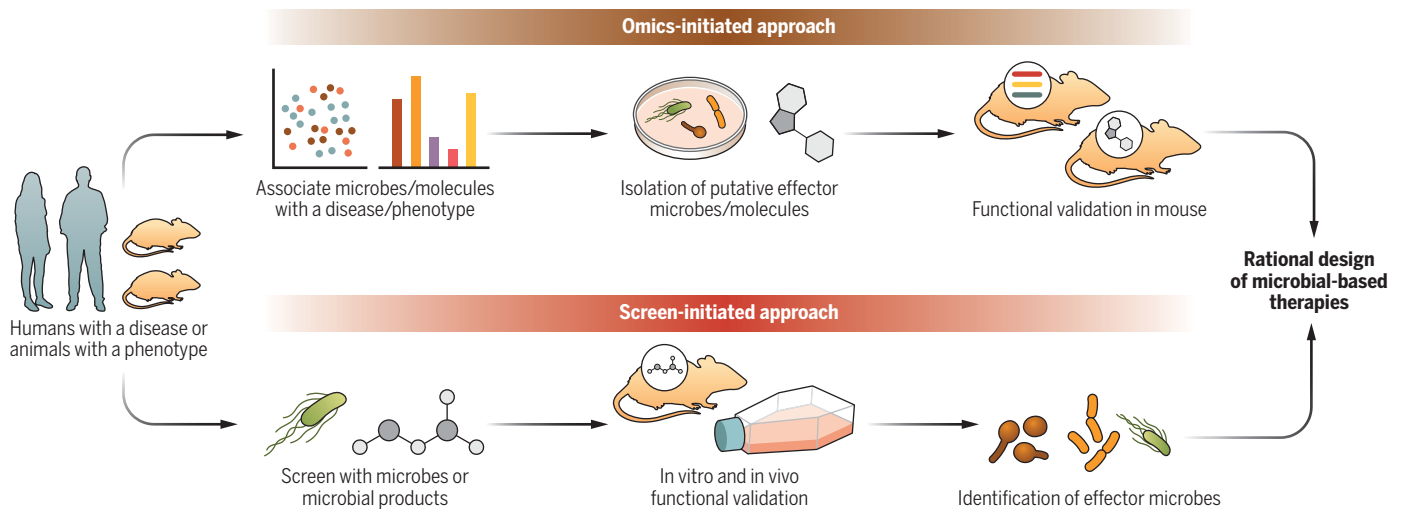 Omics-initiated approach
Associate microbes/molecules
with a disease/phenotype
Isolation of putative effector
microbes/molecules
Functional validation in mouse
Humans with a disease or
animals with a phenotype
Rational design
of microbial-based
therapies
Screen-initiated approach
Screen with microbes or
microbial products
In vitro and in vivo
functional validation
Identification of effector microbes